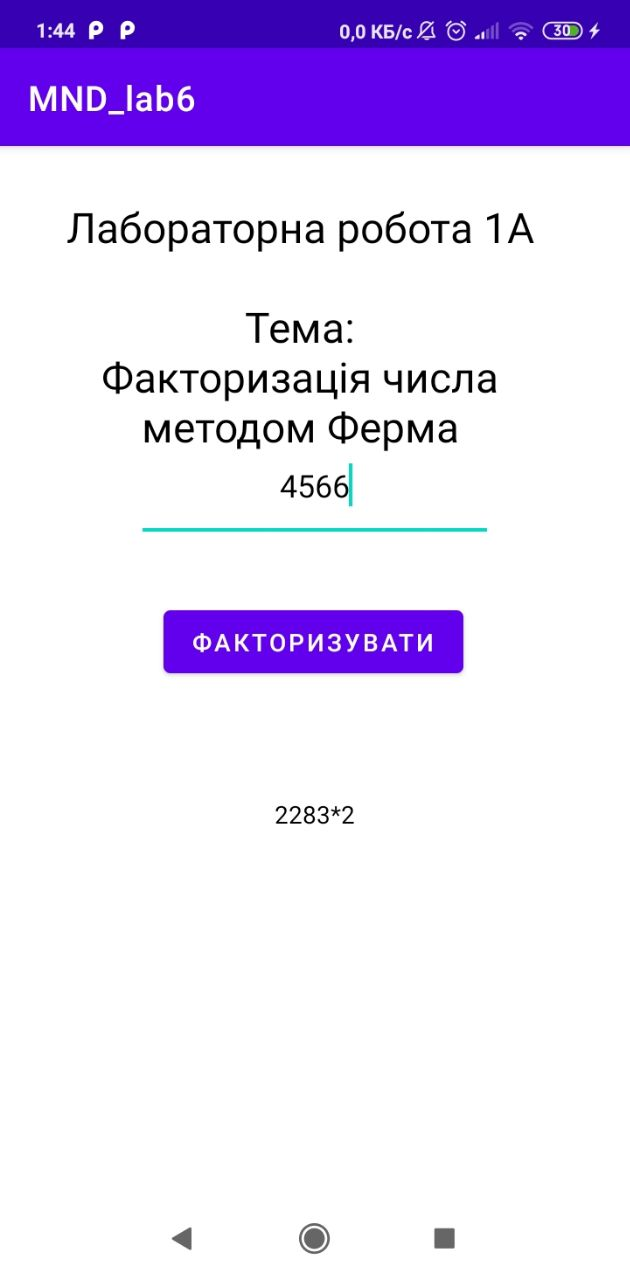 1:44 P P 0,0 КБ/с 30
MND_lab6
Лабораторна робота 1А
Тема:
Факторизація числа
методом Ферма
4566
ФАКТОРИЗУВАТИ
2283*2